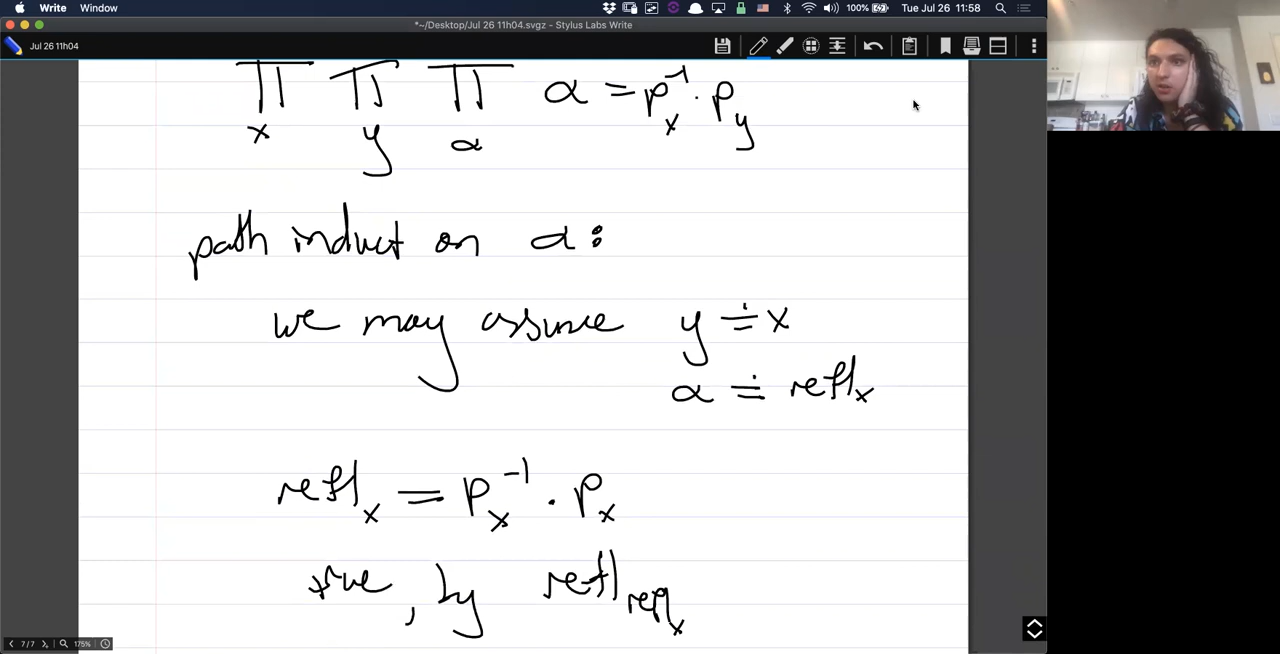 Write Window 100% Tue Jul 26 11:58
*~/Desktop/Jul 26 11h04.svgz - Stylus Labs Write
Jul 26 11h04
∏ ∏ ∏ α = p_x^{-1} · p_y
x y α
path induct on α:
we may assume y ≐ x
α ≐ refl_x
refl_x = p_x^{-1} · p_x
true, by refl_{refl_x}
7/7 175%